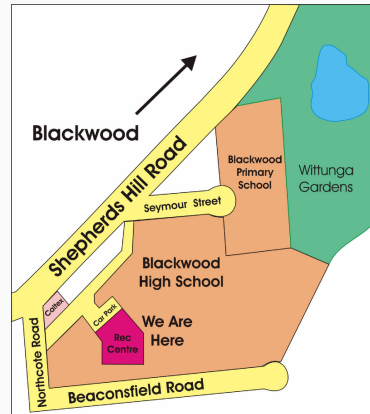 Blackwood
Shepherds Hill Road
Blackwood
Primary
School
Wittunga
Gardens
Seymour Street
Blackwood
High School
Caltex
Car Park
We Are
Here
Rec
Centre
Northcote Road
Beaconsfield Road